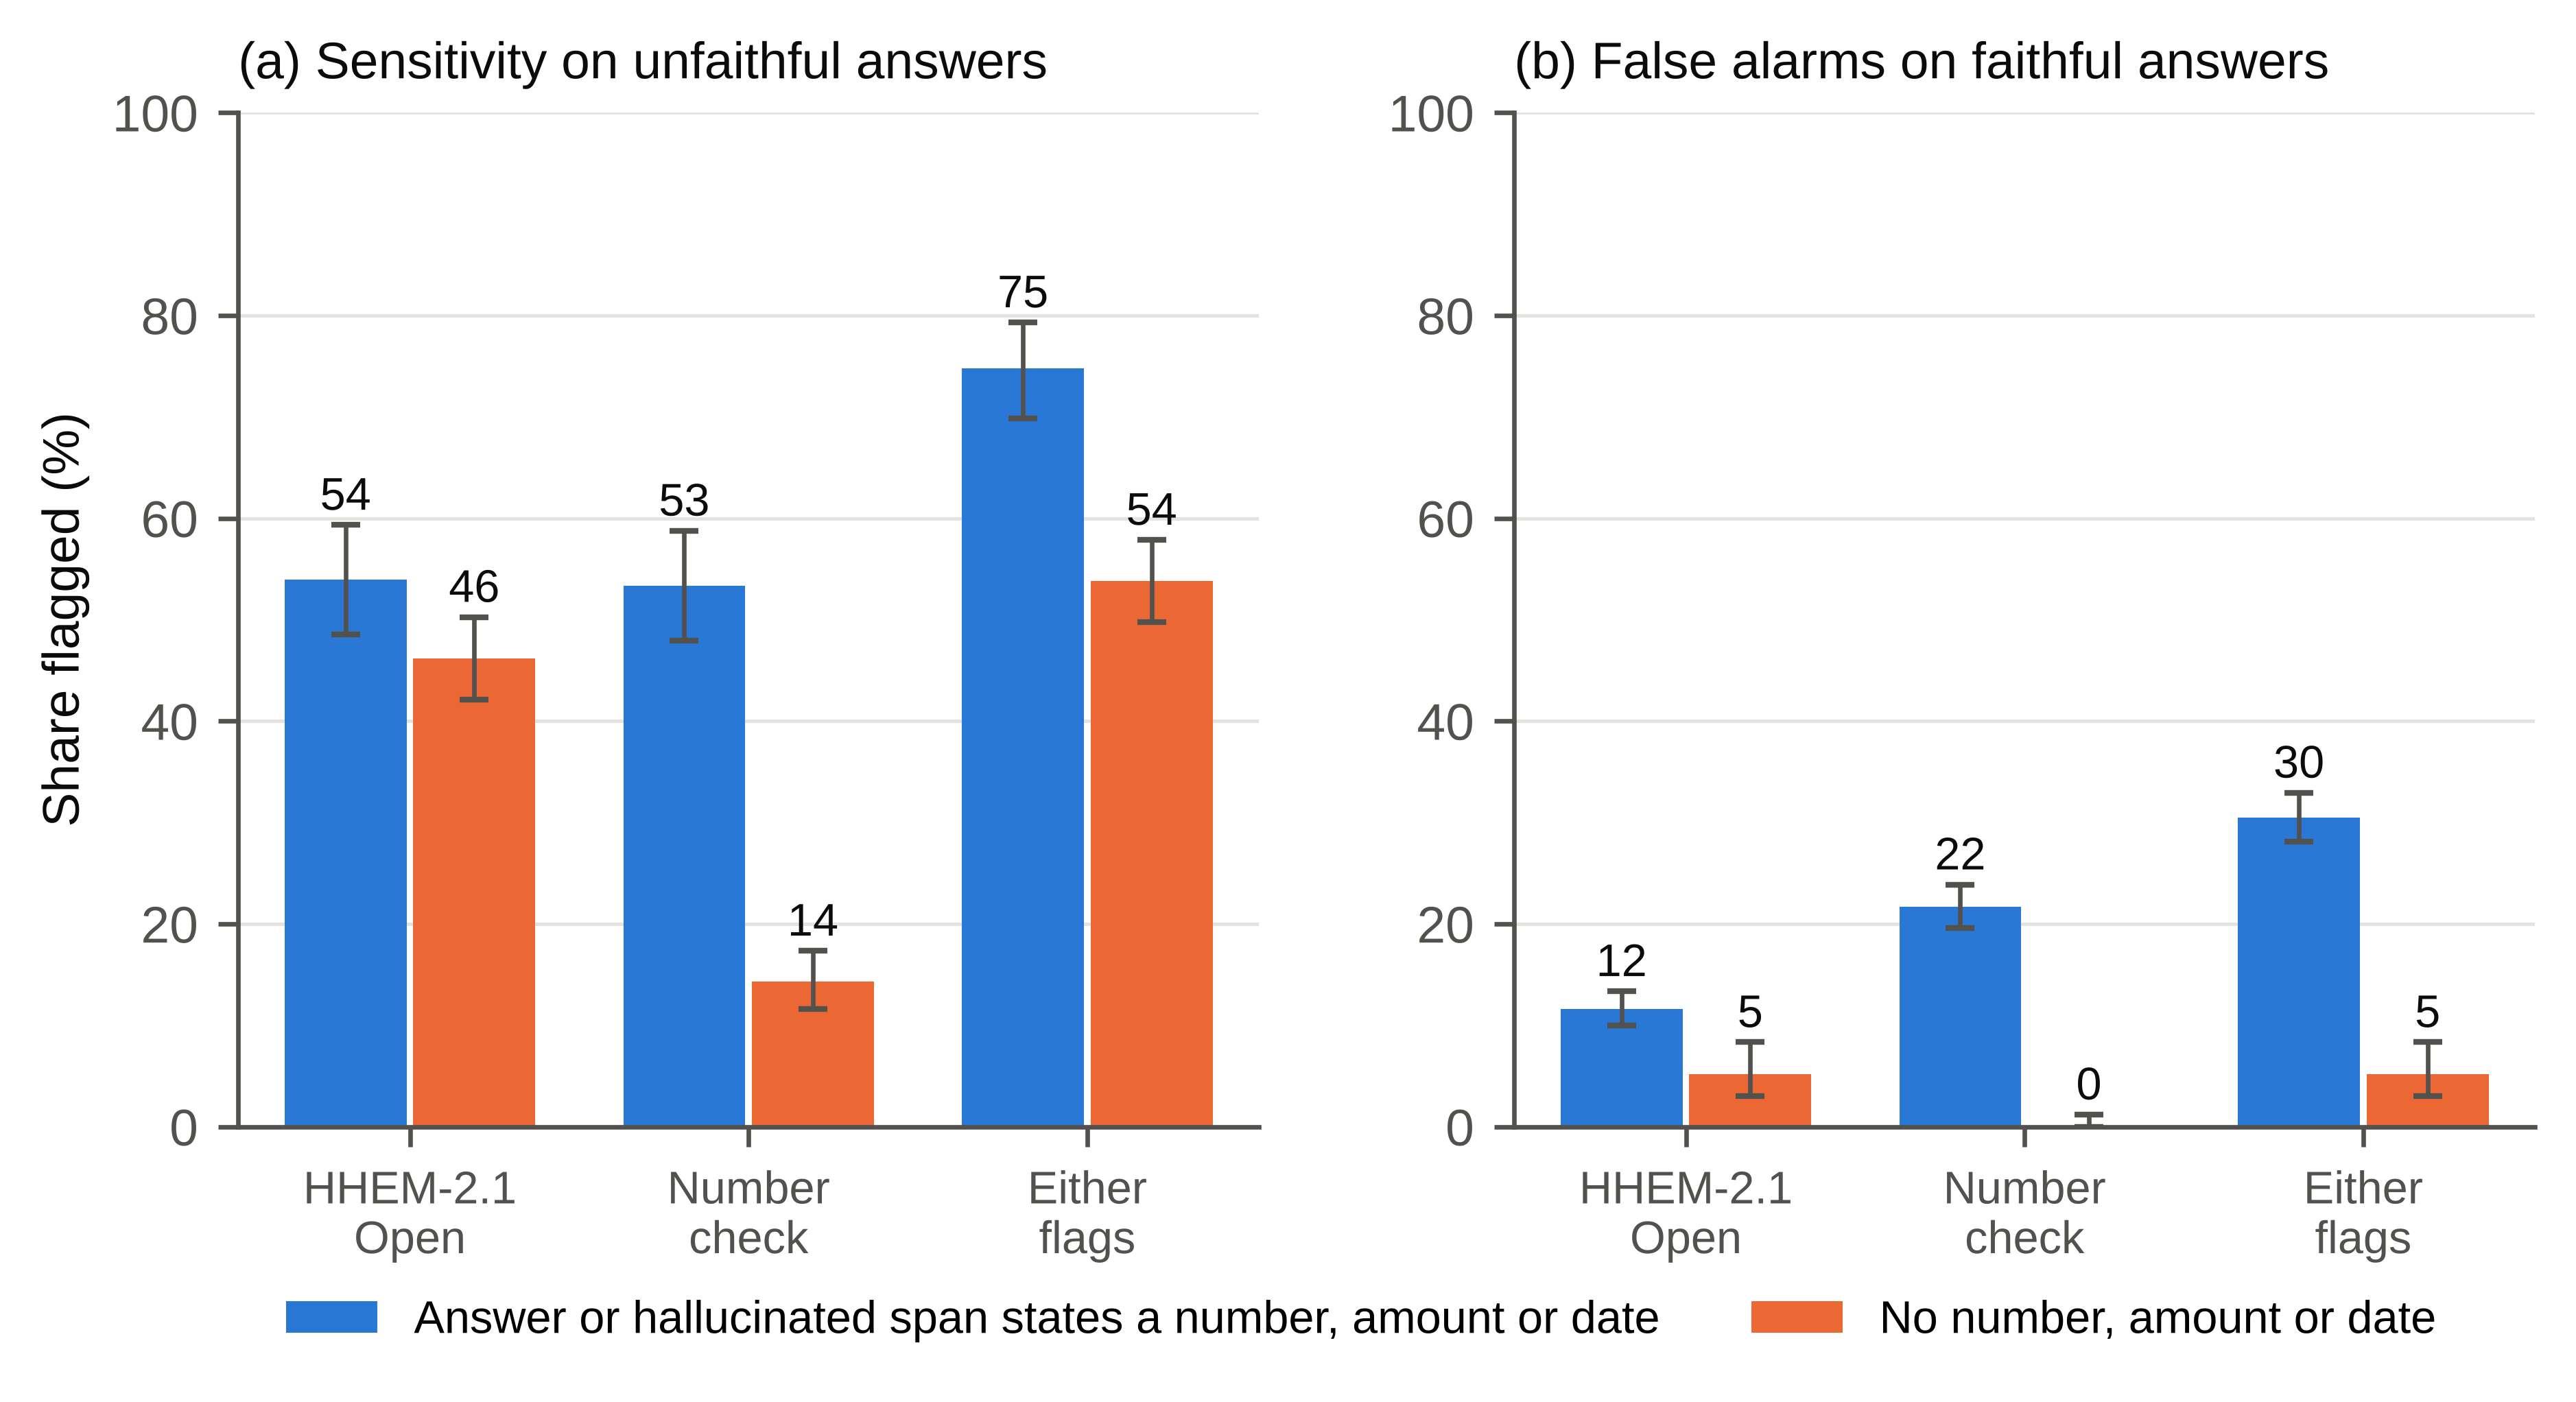 (a) Sensitivity on unfaithful answers
Share flagged (%)
100
80
60
40
20
0
54
46
53
14
75
54
HHEM-2.1
Open
Number
check
Either
flags
(b) False alarms on faithful answers
100
80
60
40
20
0
12
5
22
0
30
5
HHEM-2.1
Open
Number
check
Either
flags
Answer or hallucinated span states a number, amount or date
No number, amount or date